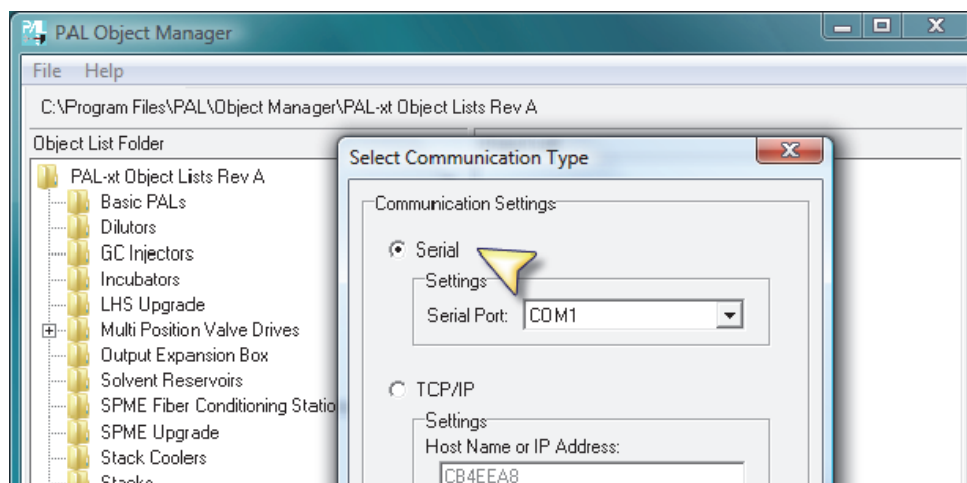 PAL Object Manager
File Help
C:\Program Files\PAL\Object Manager\PAL-xt Object Lists Rev A
Object List Folder
PAL-xt Object Lists Rev A
Basic PALs
Dilutors
GC Injectors
Incubators
LHS Upgrade
Multi Position Valve Drives
Output Expansion Box
Solvent Reservoirs
SPME Fiber Conditioning Statio
SPME Upgrade
Stack Coolers
Stacks
Select Communication Type
Communication Settings
Serial
Settings
Serial Port: COM1
TCP/IP
Settings
Host Name or IP Address:
CB4EEA8